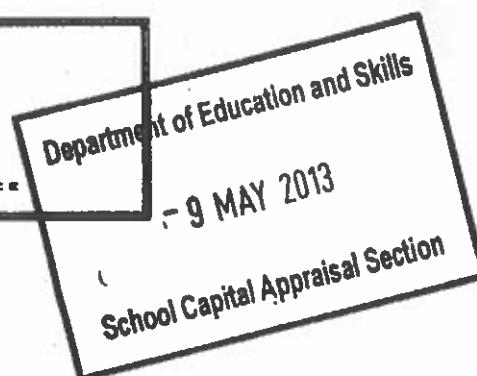 Department of Education and Skills
- 9 MAY 2013
School Capital Appraisal Section